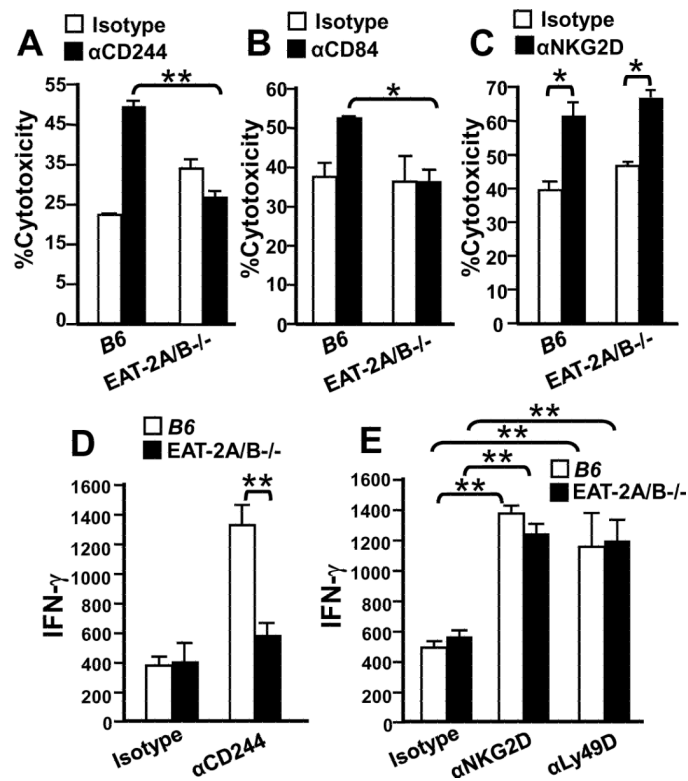 A
Isotype
αCD244
%Cytotoxicity
55
45
35
25
15
5
0
**
B6
EAT-2A/B-/-
B
Isotype
αCD84
%Cytotoxicity
60
50
40
30
20
10
0
*
B6
EAT-2A/B-/-
C
Isotype
αNKG2D
%Cytotoxicity
70
60
50
40
30
20
10
0
*
*
B6
EAT-2A/B-/-
D
B6
EAT-2A/B-/-
IFN-γ
1600
1400
1200
1000
800
600
400
200
0
**
Isotype
αCD244
E
**
**
**
**
B6
EAT-2A/B-/-
IFN-γ
1600
1400
1200
1000
800
600
400
200
0
Isotype
αNKG2D
αLy49D